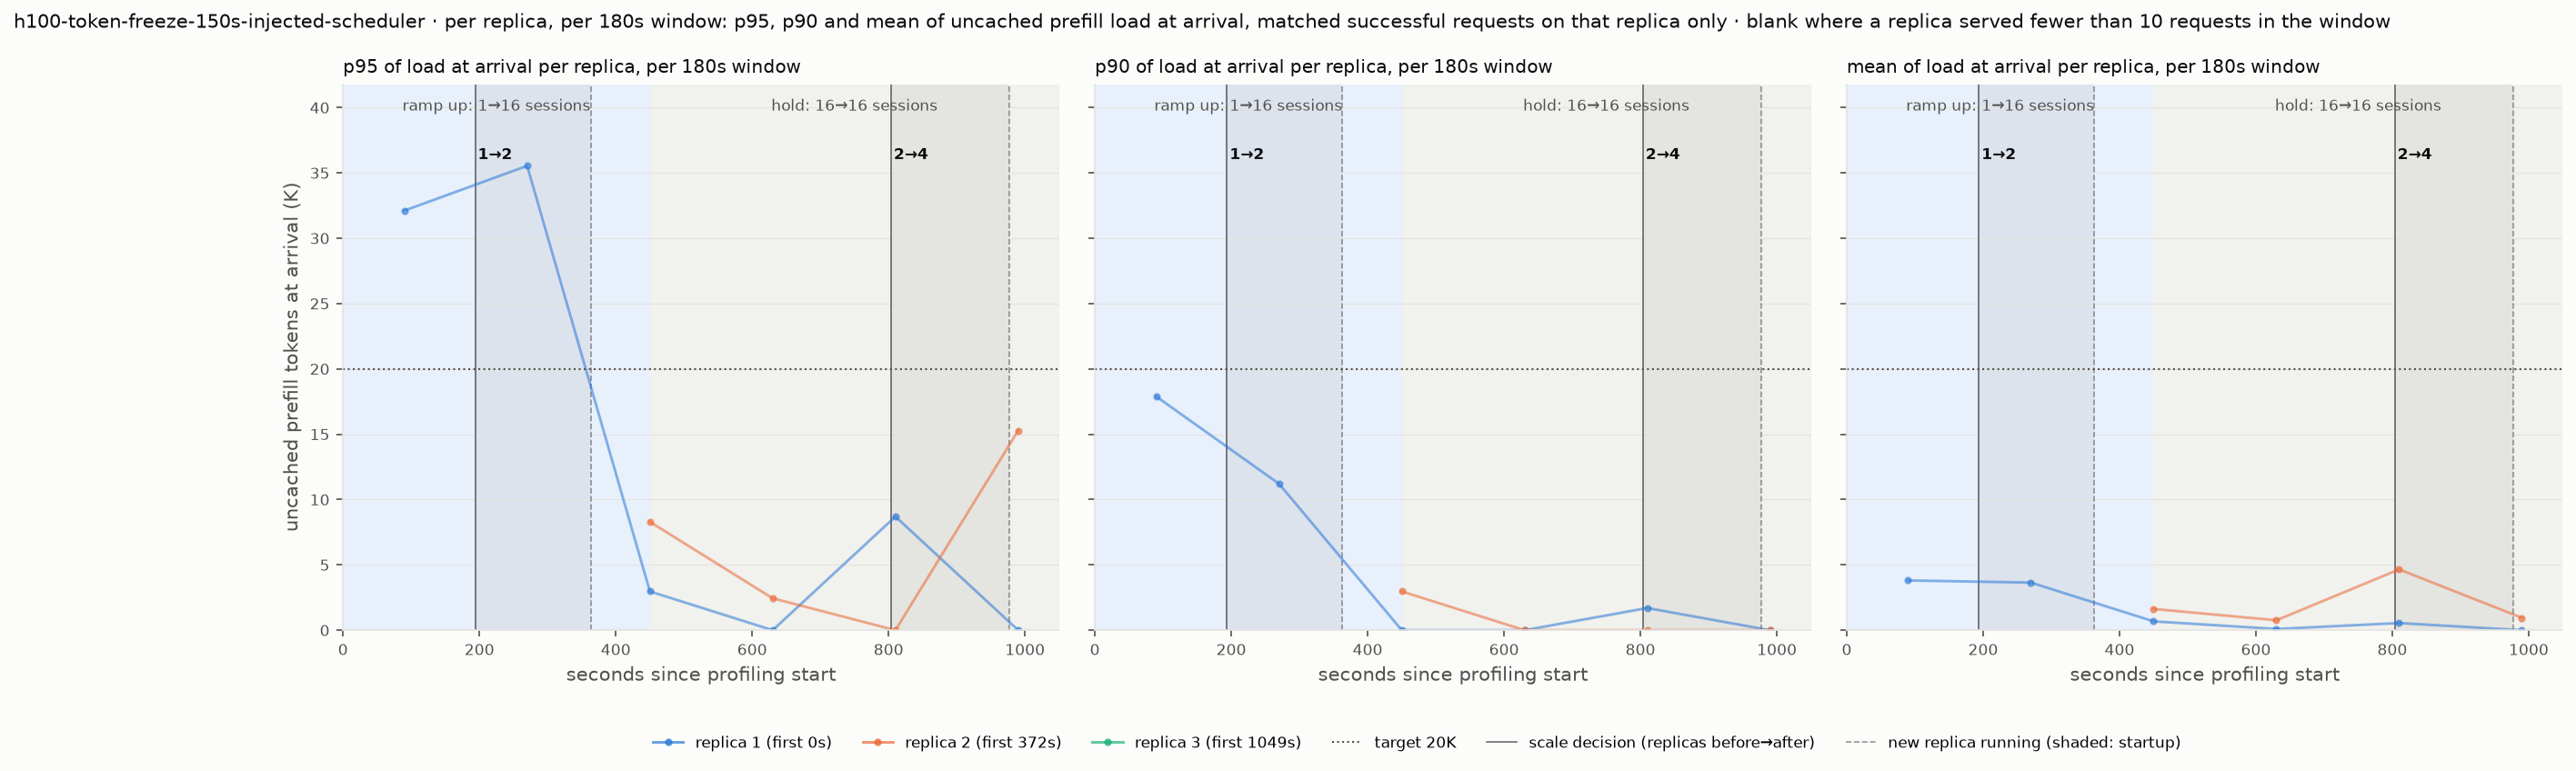 h100-token-freeze-150s-injected-scheduler · per replica, per 180s window: p95, p90 and mean of uncached prefill load at arrival, matched successful requests on that replica only · blank where a replica served fewer than 10 requests in the window
p95 of load at arrival per replica, per 180s window
ramp up: 1→16 sessions
hold: 16→16 sessions
1→2
2→4
40
35
30
25
20
15
10
5
0
uncached prefill tokens at arrival (K)
0 200 400 600 800 1000
seconds since profiling start
p90 of load at arrival per replica, per 180s window
ramp up: 1→16 sessions
hold: 16→16 sessions
1→2
2→4
0 200 400 600 800 1000
seconds since profiling start
mean of load at arrival per replica, per 180s window
ramp up: 1→16 sessions
hold: 16→16 sessions
1→2
2→4
0 200 400 600 800 1000
seconds since profiling start
replica 1 (first 0s)
replica 2 (first 372s)
replica 3 (first 1049s)
target 20K
scale decision (replicas before→after)
new replica running (shaded: startup)